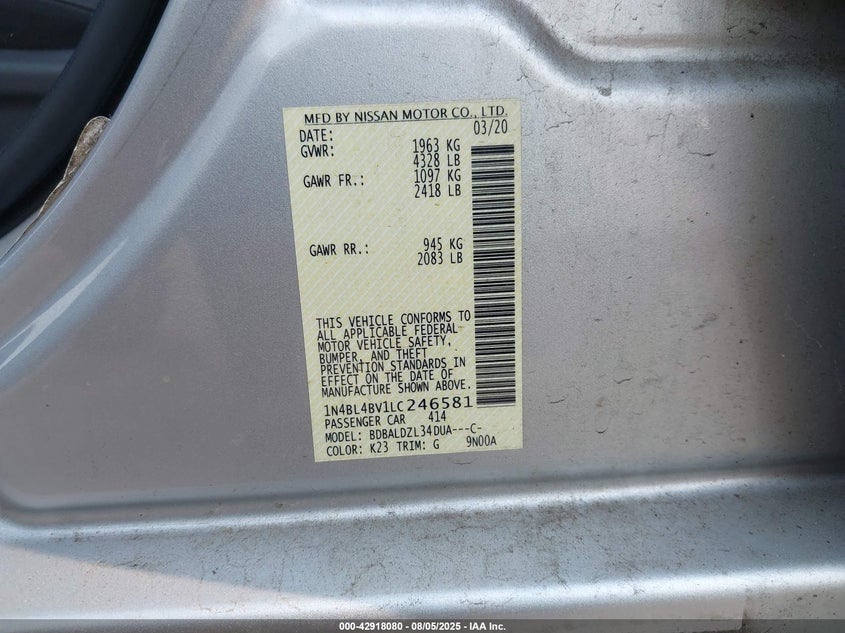 MFD BY NISSAN MOTOR CO., LTD.
DATE: 03/20
GVWR: 1963 KG
4328 LB
GAWR FR.: 1097 KG
2418 LB
GAWR RR.: 945 KG
2083 LB
THIS VEHICLE CONFORMS TO
ALL APPLICABLE FEDERAL
MOTOR VEHICLE SAFETY,
BUMPER, AND THEFT
PREVENTION STANDARDS IN
EFFECT ON THE DATE OF
MANUFACTURE SHOWN ABOVE.
1N4BL4BV1LC246581
PASSENGER CAR 414
MODEL: BDBALDZL34DUA---C-
COLOR: K23 TRIM: G 9N00A
000-42918080 - 08/05/2025 - IAA Inc.